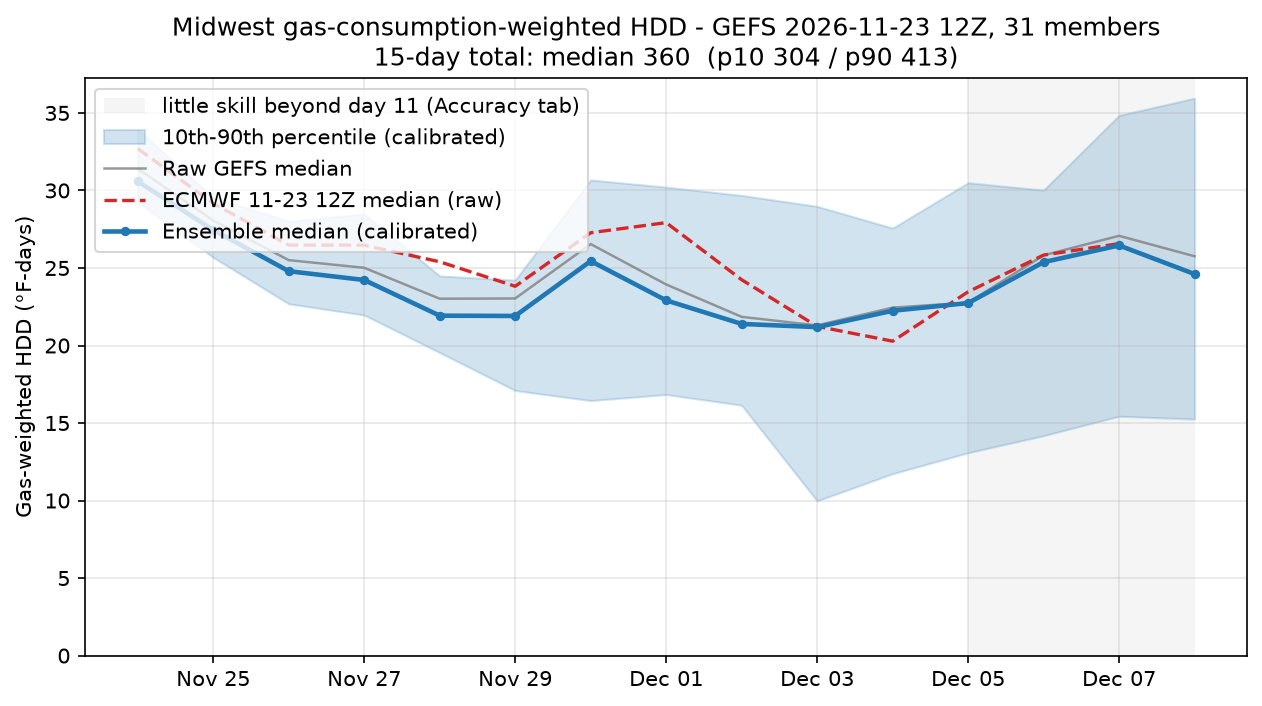 Midwest gas-consumption-weighted HDD - GEFS 2026-11-23 12Z, 31 members
15-day total: median 360  (p10 304 / p90 413)
little skill beyond day 11 (Accuracy tab)
10th-90th percentile (calibrated)
Raw GEFS median
ECMWF 11-23 12Z median (raw)
Ensemble median (calibrated)
Gas-weighted HDD (°F-days)
35
30
25
20
15
10
5
0
Nov 25
Nov 27
Nov 29
Dec 01
Dec 03
Dec 05
Dec 07